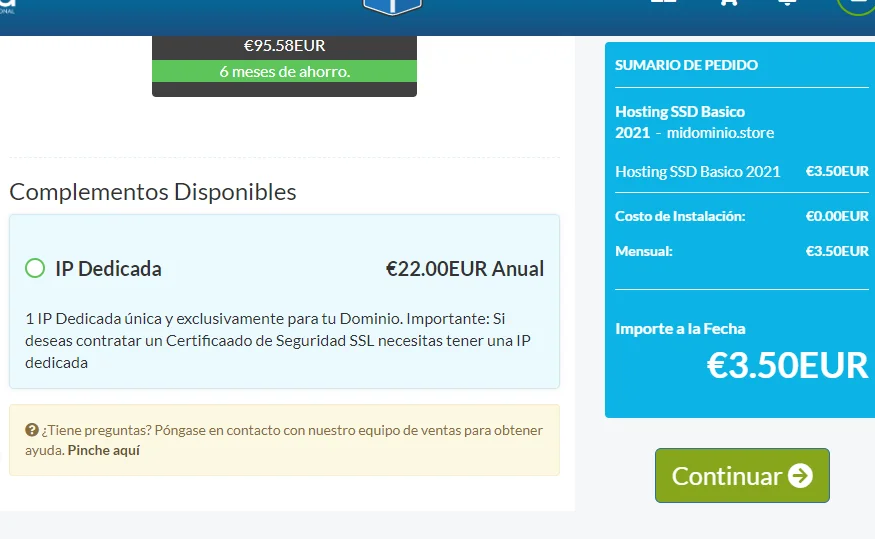 ONAL
€95.58EUR
6 meses de ahorro.
Complementos Disponibles
IP Dedicada €22.00EUR Anual
1 IP Dedicada única y exclusivamente para tu Dominio. Importante: Si
deseas contratar un Certificaado de Seguridad SSL necesitas tener una IP
dedicada
¿Tiene preguntas? Póngase en contacto con nuestro equipo de ventas para obtener
ayuda. Pinche aquí
SUMARIO DE PEDIDO
Hosting SSD Basico
2021 - midominio.store
Hosting SSD Basico 2021 €3.50EUR
Costo de Instalación: €0.00EUR
Mensual: €3.50EUR
Importe a la Fecha
€3.50EUR
Continuar